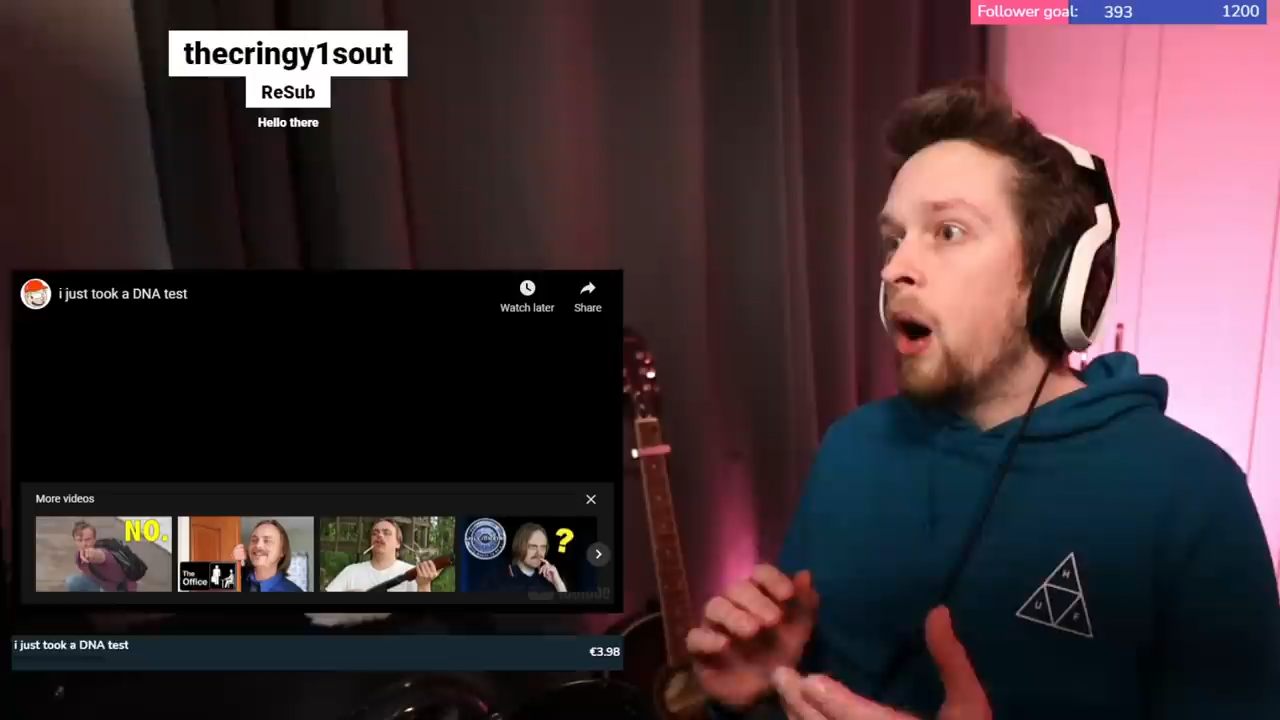 Follower goal: 393 1200
thecringy1sout
ReSub
Hello there
i just took a DNA test
Watch later
Share
More videos
NO.
The
Office
?
i just took a DNA test
€3.98
H
U F